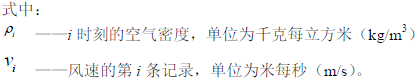 式中:
ρi ——i 时刻的空气密度，单位为千克每立方米（kg/m³）
vi ——风速的第 i 条记录，单位为米每秒（m/s）。